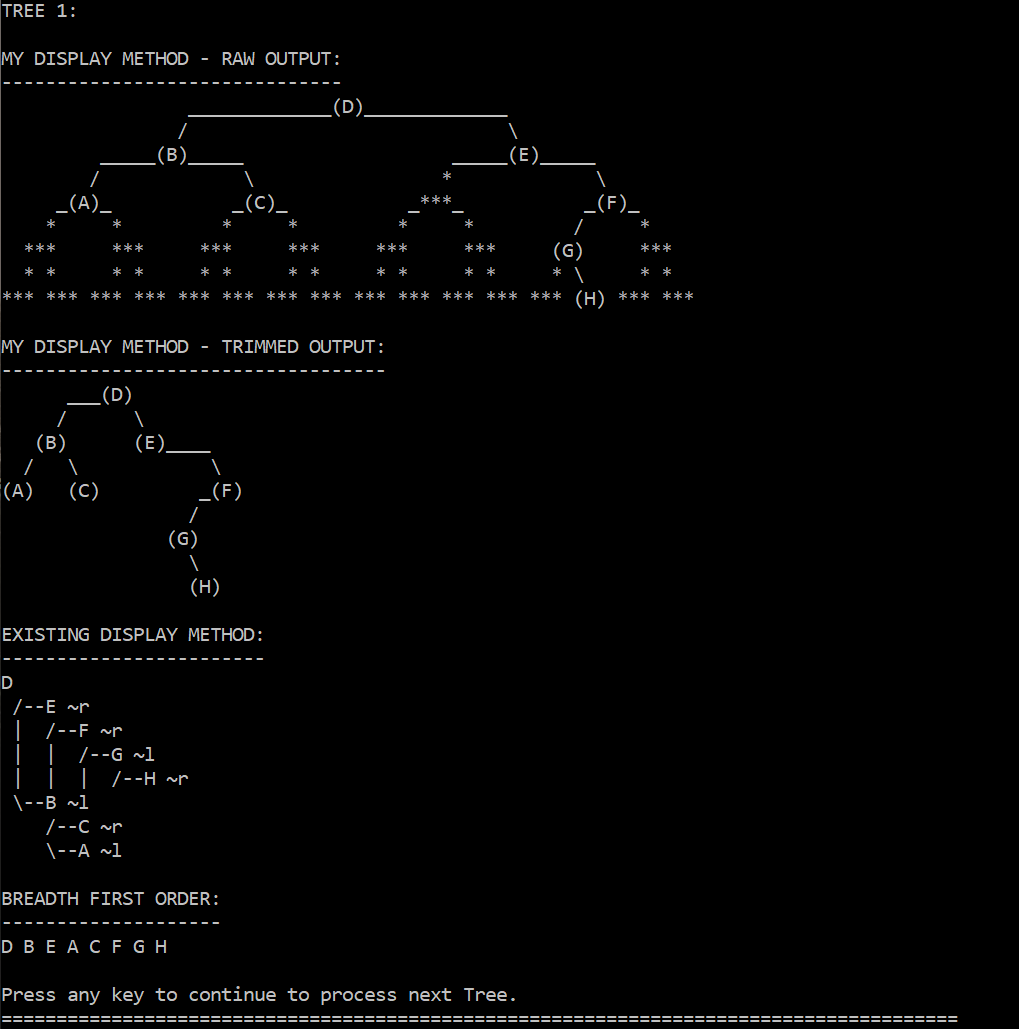 TREE 1:

MY DISPLAY METHOD - RAW OUTPUT:
-------------------------------
                 _____________(D)_____________
                /                             \
         _____(B)_____                   _____(E)_____
        /             \                 *             \
     _(A)_           _(C)_           _***_           _(F)_
    *     *         *     *         *     *         /     *
  ***     ***     ***     ***     ***     ***     (G)     ***
  * *     * *     * *     * *     * *     * *     * \     * *
*** *** *** *** *** *** *** *** *** *** *** *** *** (H) *** ***

MY DISPLAY METHOD - TRIMMED OUTPUT:
-----------------------------------
      ___(D)
     /      \
   (B)      (E)____
  /   \            \
(A)   (C)         _(F)
                 /
               (G)
                 \
                 (H)

EXISTING DISPLAY METHOD:
------------------------
D
 /--E ~r
 |  /--F ~r
 |  |  /--G ~l
 |  |  |  /--H ~r
 \--B ~l
    /--C ~r
    \--A ~l

BREADTH FIRST ORDER:
--------------------
D B E A C F G H

Press any key to continue to process next Tree.
=======================================================================================